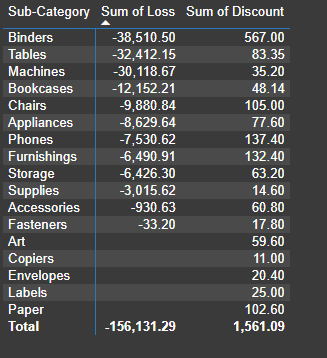 Sub-Category Sum of Loss Sum of Discount
Binders -38,510.50 567.00
Tables -32,412.15 83.35
Machines -30,118.67 35.20
Bookcases -12,152.21 48.14
Chairs -9,880.84 105.00
Appliances -8,629.64 77.60
Phones -7,530.62 137.40
Furnishings -6,490.91 132.40
Storage -6,426.30 63.20
Supplies -3,015.62 14.60
Accessories -930.63 60.80
Fasteners -33.20 17.80
Art 59.60
Copiers 11.00
Envelopes 20.40
Labels 25.00
Paper 102.60
Total -156,131.29 1,561.09